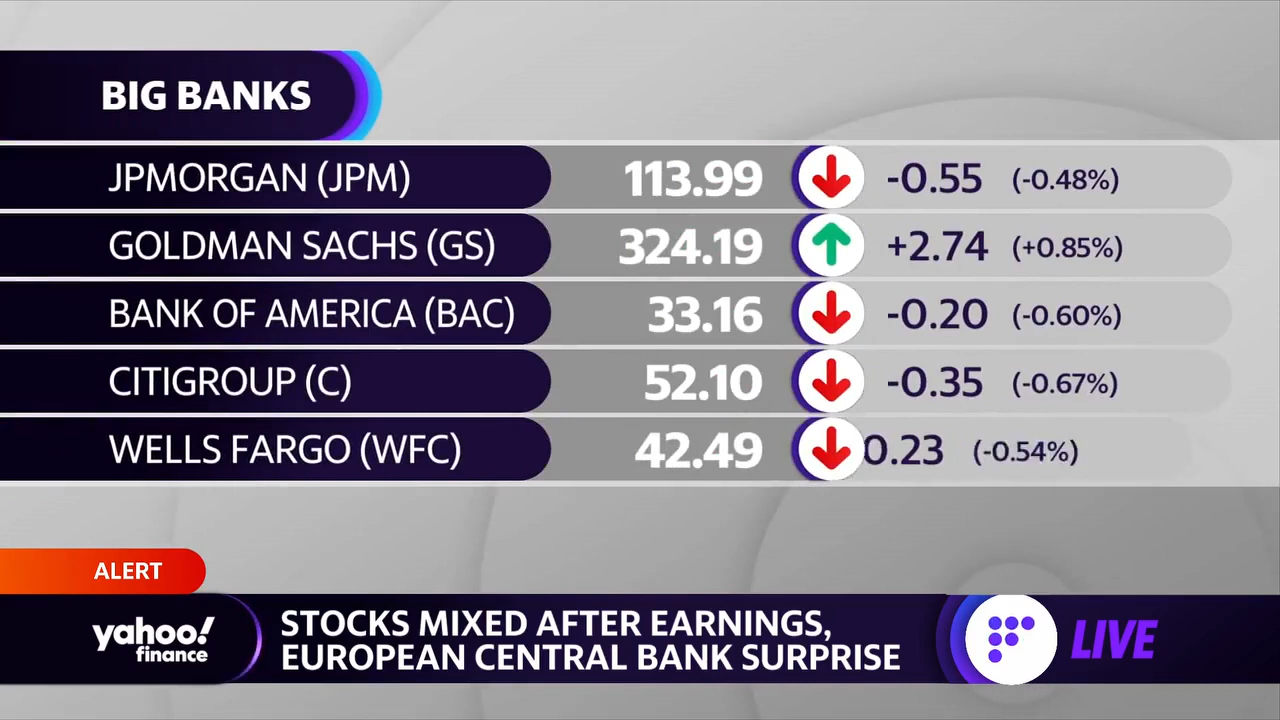 BIG BANKS
JPMORGAN (JPM) 113.99 -0.55 (-0.48%)
GOLDMAN SACHS (GS) 324.19 +2.74 (+0.85%)
BANK OF AMERICA (BAC) 33.16 -0.20 (-0.60%)
CITIGROUP (C) 52.10 -0.35 (-0.67%)
WELLS FARGO (WFC) 42.49 0.23 (-0.54%)
ALERT
yahoo!
finance
STOCKS MIXED AFTER EARNINGS,
EUROPEAN CENTRAL BANK SURPRISE
LIVE